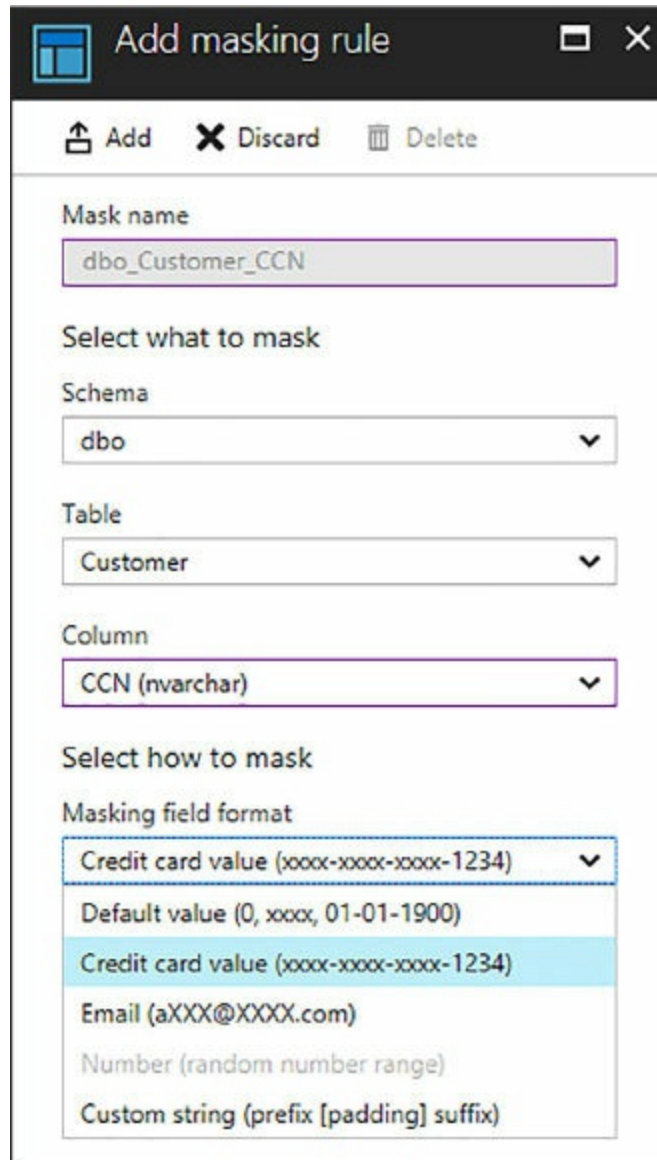 Add masking rule
Add Discard Delete
Mask name
dbo_Customer_CCN
Select what to mask
Schema
dbo
Table
Customer
Column
CCN (nvarchar)
Select how to mask
Masking field format
Credit card value (xxxx-xxxx-xxxx-1234)
Default value (0, xxxx, 01-01-1900)
Credit card value (xxxx-xxxx-xxxx-1234)
Email (aXXX@XXXX.com)
Number (random number range)
Custom string (prefix [padding] suffix)